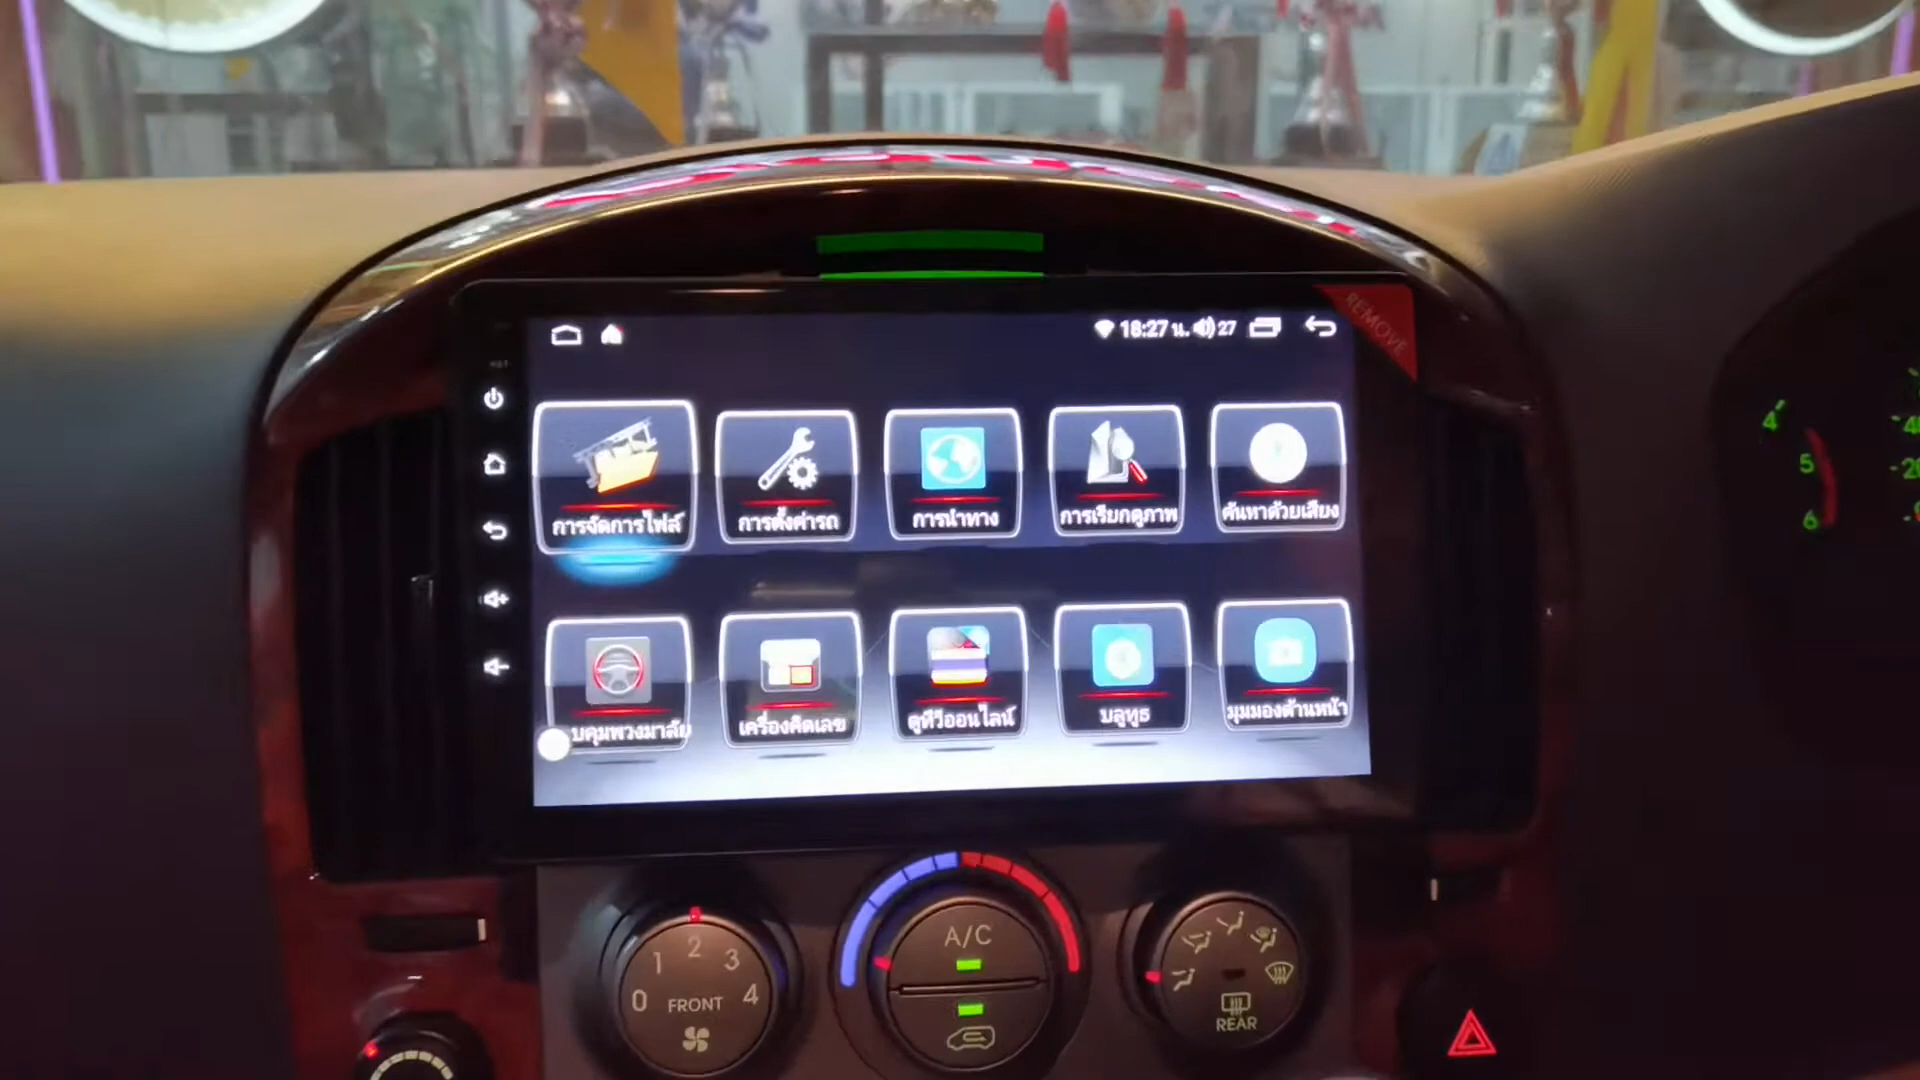 18:27 น. 27
REMOVE
การจัดการไฟล์
การตั้งค่ารถ
การนำทาง
การเรียกดูภาพ
ค้นหาด้วยเสียง
บคุมพวงมาลัย
เครื่องคิดเลข
ดูทีวีออนไลน์
บลูทูธ
มุมมองด้านหน้า
4
5
6
A/C
0 1 2 3 4
FRONT
REAR